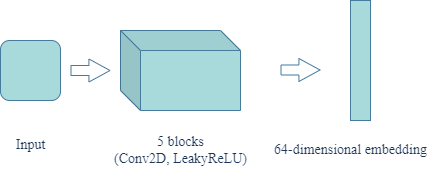 Input
5 blocks
(Conv2D, LeakyReLU)
64-dimensional embedding